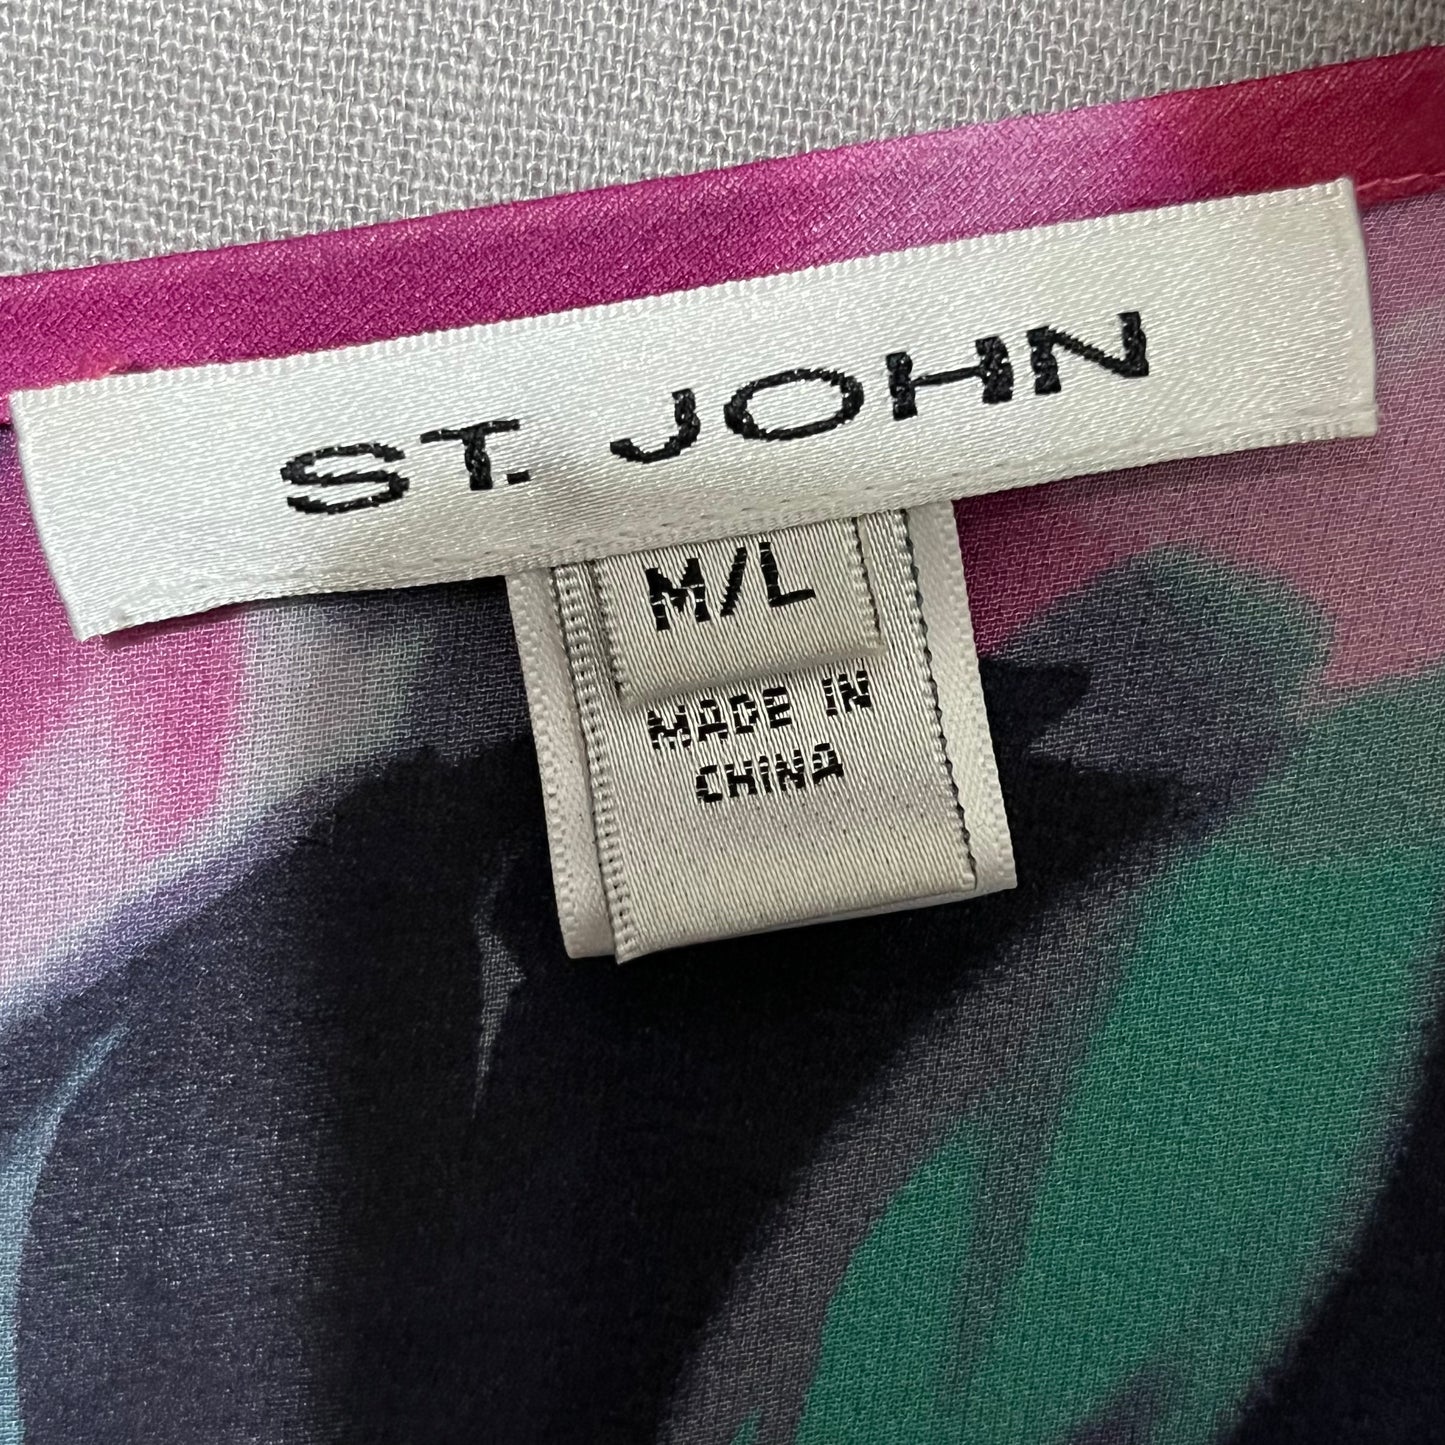 ST. JOHN
M/L
MADE IN
CHINA